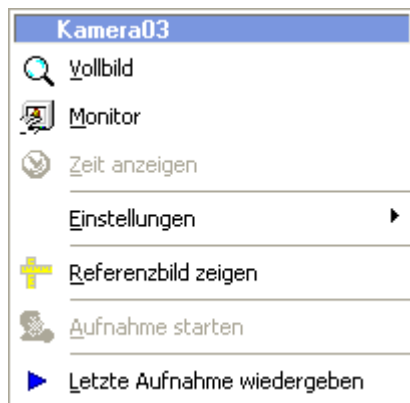 Kamera03
Vollbild
Monitor
Zeit anzeigen
Einstellungen
Referenzbild zeigen
Aufnahme starten
Letzte Aufnahme wiedergeben